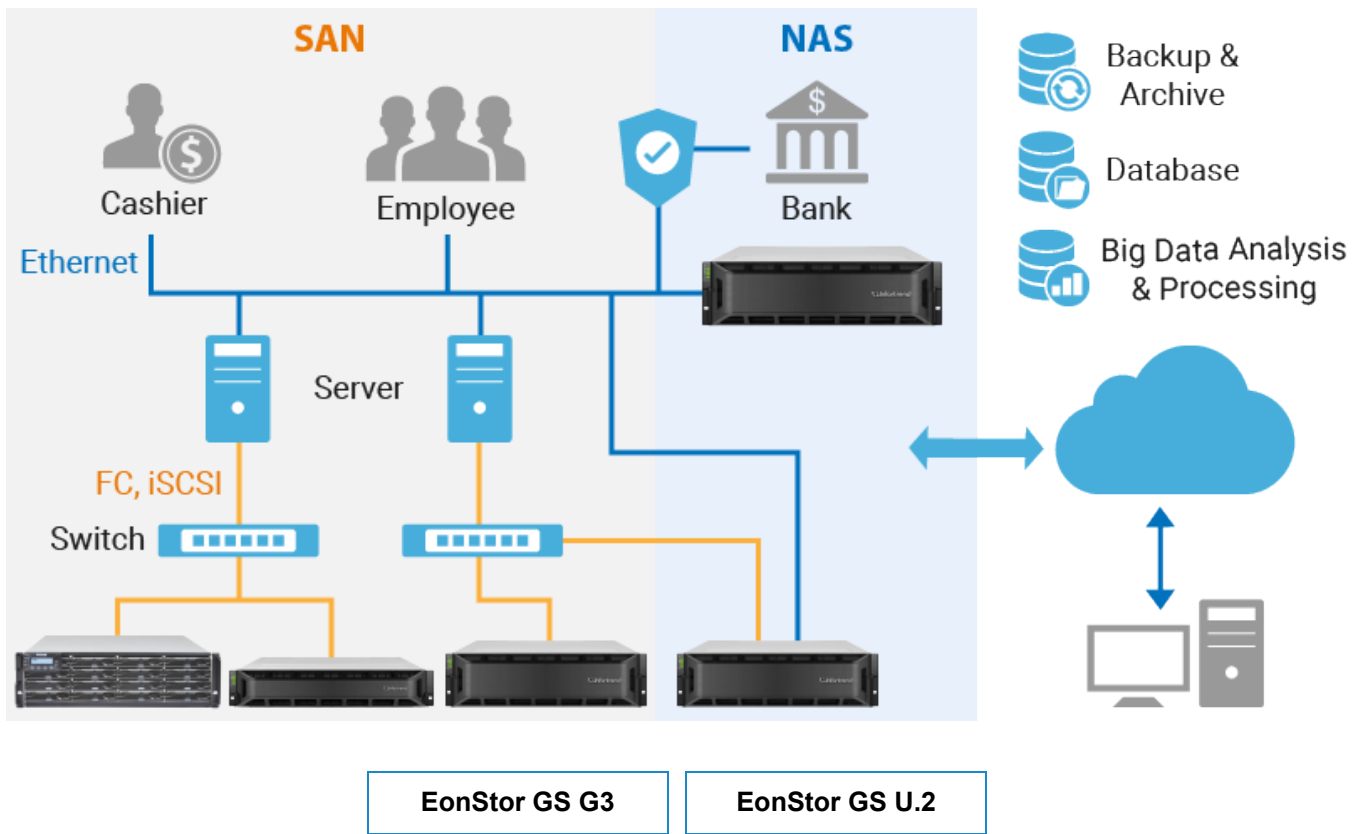 SAN
NAS
Backup &
Archive
$
$
Cashier
Employee
Bank
Database
Ethernet
Big Data Analysis
& Processing
Server
FC, iSCSI
Switch
EonStor GS G3
EonStor GS U.2